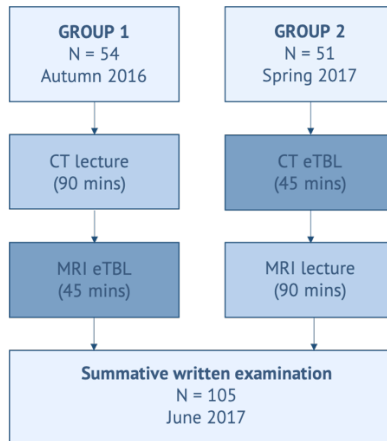 GROUP 1
N = 54
Autumn 2016
GROUP 2
N = 51
Spring 2017
CT lecture
(90 mins)
CT eTBL
(45 mins)
MRI eTBL
(45 mins)
MRI lecture
(90 mins)
Summative written examination
N = 105
June 2017